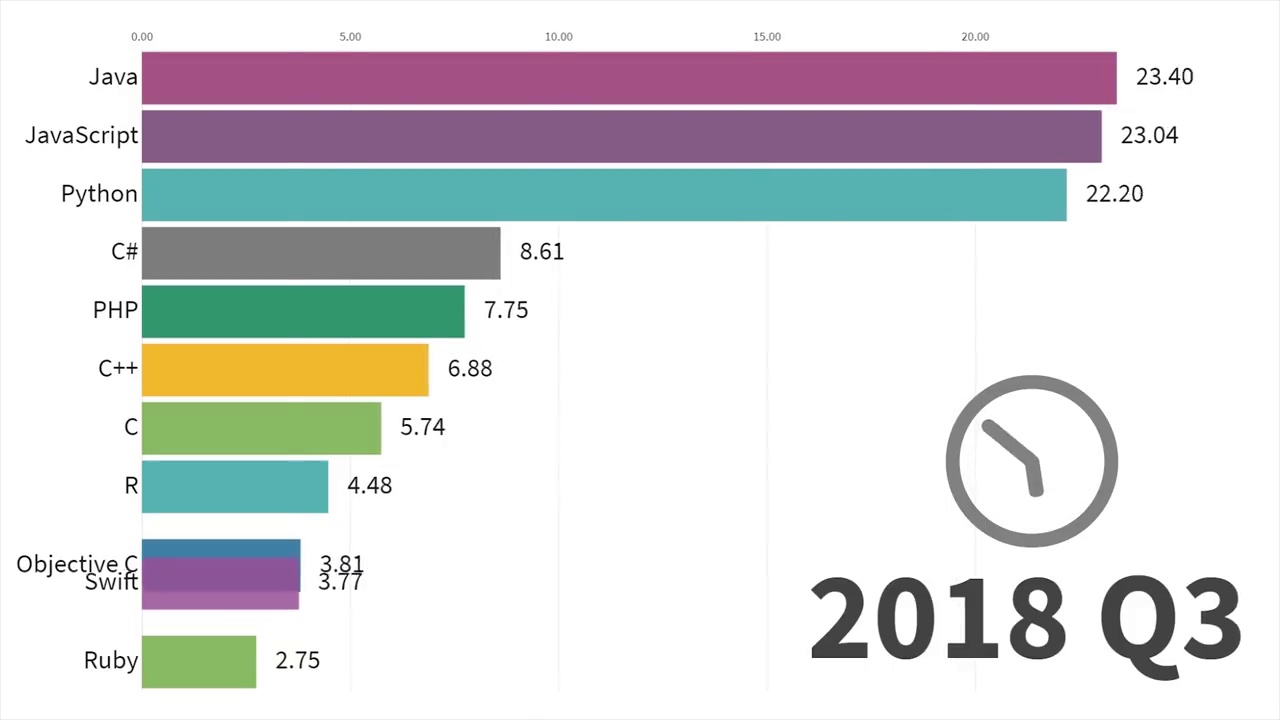 0.00 5.00 10.00 15.00 20.00
Java 23.40
JavaScript 23.04
Python 22.20
C# 8.61
PHP 7.75
C++ 6.88
C 5.74
R 4.48
Objective C 3.81
Swift 3.77
Ruby 2.75
2018 Q3